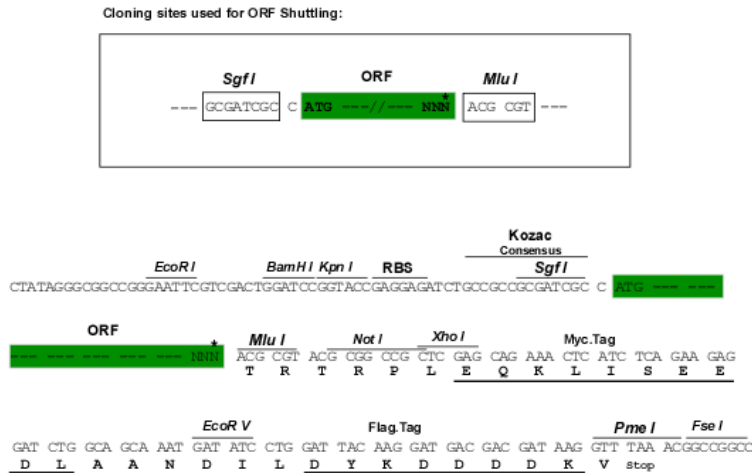 Cloning sites used for ORF Shuttling:
Sgf I ORF Mlu I
--- GCGATCGC C ATG ---//--- NNN* ACG CGT ---
Kozac
Consensus
EcoR I BamH I Kpn I RBS Sgf I
CTATAGGGCGGCCGGGAATTCGTCGACTGGATCCGGTACCGAGGAGATCTGCCGCCGCGATCGC C ATG --- ---
ORF
Mlu I Not I Xho I Myc.Tag
--- --- --- --- --- --- NNN* ACG CGT ACG CGG CCG CTC GAG CAG AAA CTC ATC TCA GAA GAG
T R T R P L E Q K L I S E E
EcoR V Flag.Tag Pme I Fse I
GAT CTG GCA GCA AAT GAT ATC CTG GAT TAC AAG GAT GAC GAC GAT AAG GTT TAA ACGGCCGGCC
D L A A N D I L D Y K D D D D K V Stop